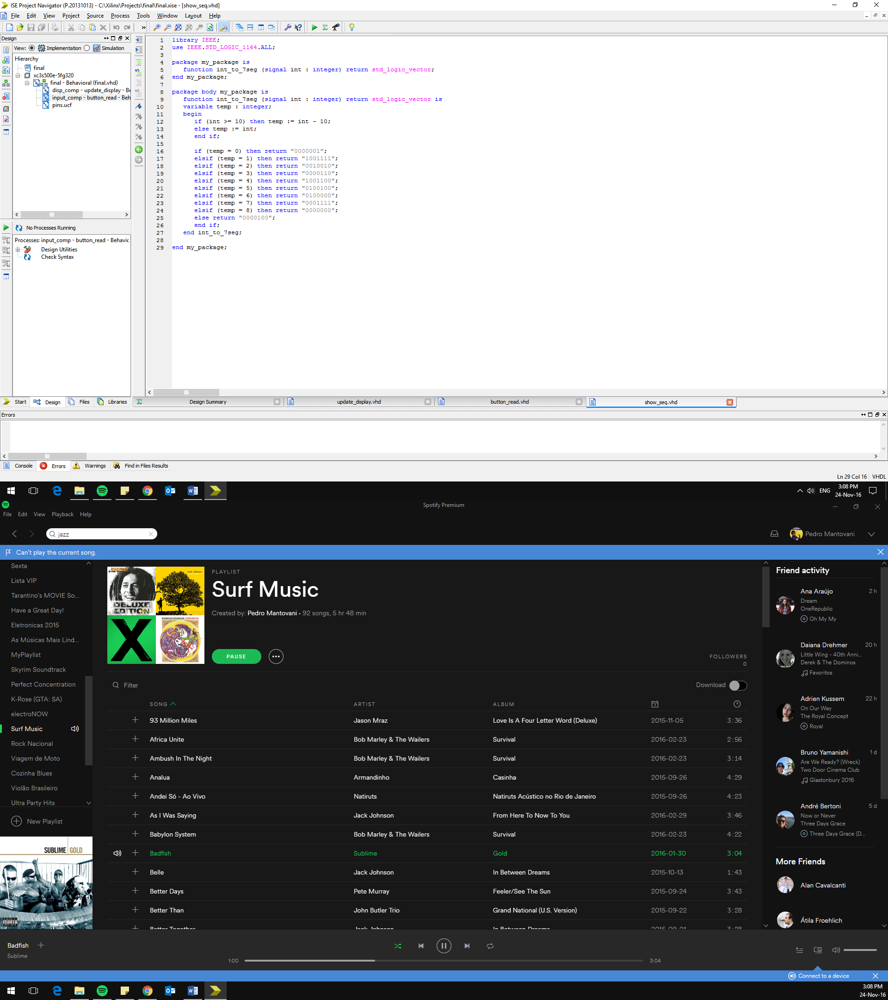 ISE Project Navigator (P.20131013) - C:\Xilinx\Projects\final\final.xise - [show_seq.vhd]
File Edit View Project Source Process Tools Window Layout Help
Design
View: Implementation Simulation
Hierarchy
final
xc3s500e-5fg320
final - Behavioral (final.vhd)
disp_comp - update_display - Be
input_comp - button_read - Beh
pins.ucf
No Processes Running
Processes: input_comp - button_read - Behavic
Design Utilities
Check Syntax
1 library IEEE;
2 use IEEE.STD_LOGIC_1164.ALL;
3
4 package my_package is
5 function int_to_7seg (signal int : integer) return std_logic_vector;
6 end my_package;
7
8 package body my_package is
9 function int_to_7seg (signal int : integer) return std_logic_vector is
10 variable temp : integer;
11 begin
12 if (int >= 10) then temp := int - 10;
13 else temp := int;
14 end if;
15
16 if (temp = 0) then return "0000001";
17 elsif (temp = 1) then return "1001111";
18 elsif (temp = 2) then return "0010010";
19 elsif (temp = 3) then return "0000110";
20 elsif (temp = 4) then return "1001100";
21 elsif (temp = 5) then return "0100100";
22 elsif (temp = 6) then return "0100000";
23 elsif (temp = 7) then return "0001111";
24 elsif (temp = 8) then return "0000000";
25 else return "0000100";
26 end if;
27 end int_to_7seg;
28
29 end my_package;
Start Design Files Libraries
Design Summary update_display.vhd button_read.vhd show_seq.vhd
Errors
Console Errors Warnings Find in Files Results
Ln 29 Col 16 VHDL
ENG 3:08 PM
24-Nov-16
Spotify Premium
File Edit View Playback Help
jazz
Pedro Mantovani
Can't play the current song.
Sexta
Lista VIP
Tarantino's MOVIE So...
Have a Great Day!
Eletronicas 2015
As Músicas Mais Lind...
MyPlaylist
Skyrim Soundtrack
Perfect Concentration
K-Rose (GTA: SA)
electroNOW
Surf Music
Rock Nacional
Viagem de Moto
Cozinha Blues
Violão Brasileiro
Ultra Party Hits
New Playlist
SUBLIME GOLD
DELUXE EDITION
Jack Johnson
PLAYLIST
Surf Music
Created by: Pedro Mantovani • 92 songs, 5 hr 48 min
PAUSE
FOLLOWERS
0
Filter
Download
SONG ARTIST ALBUM
93 Million Miles Jason Mraz Love Is A Four Letter Word (Deluxe) 2015-11-05 3:36
Africa Unite Bob Marley & The Wailers Survival 2016-02-23 2:56
Ambush In The Night Bob Marley & The Wailers Survival 2016-02-23 3:14
Analua Armandinho Casinha 2015-09-26 4:29
Andei Só - Ao Vivo Natiruts Natiruts Acústico no Rio de Janeiro 2015-09-26 4:23
As I Was Saying Jack Johnson From Here To Now To You 2016-02-29 3:46
Babylon System Bob Marley & The Wailers Survival 2016-02-23 4:22
Badfish Sublime Gold 2016-01-30 3:04
Belle Jack Johnson In Between Dreams 2015-10-13 1:43
Better Days Pete Murray Feeler/See The Sun 2015-09-24 3:43
Better Than John Butler Trio Grand National (U.S. Version) 2015-09-22 3:28
Better Together Jack Johnson In Between Dreams 2015-09-01 3:28
Friend activity
Ana Araújo 2 h
Dream
OneRepublic
Oh My My
Daiana Drehmer 20 h
Little Wing - 40th Anni...
Derek & The Dominos
Favoritos
Adrien Kussem 22 h
On Our Way
The Royal Concept
Royal
Bruno Yamanishi 1 d
Are We Ready? (Wreck)
Two Door Cinema Club
Glastonbury 2016
André Bertoni 5 d
Now or Never
Three Days Grace
Three Days Grace (D...
More Friends
Alan Cavalcanti
Átila Froehlich
Badfish
Sublime
1:00 3:04
Connect to a device
3:08 PM
24-Nov-16